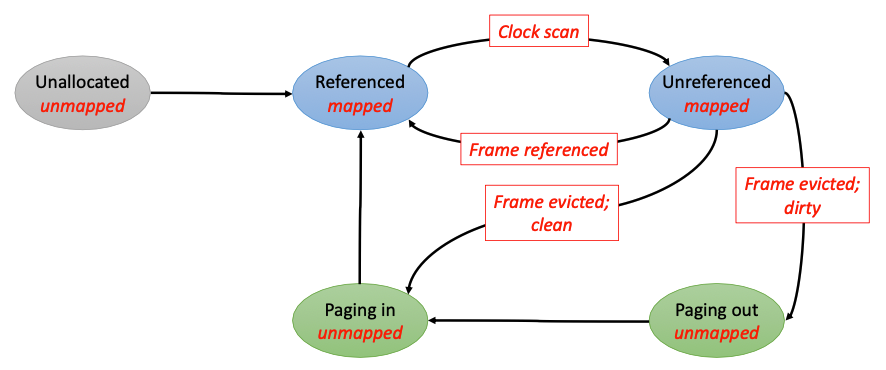 Clock scan
Unallocated
unmapped
Referenced
mapped
Unreferenced
mapped
Frame referenced
Frame evicted;
clean
Frame evicted;
dirty
Paging in
unmapped
Paging out
unmapped